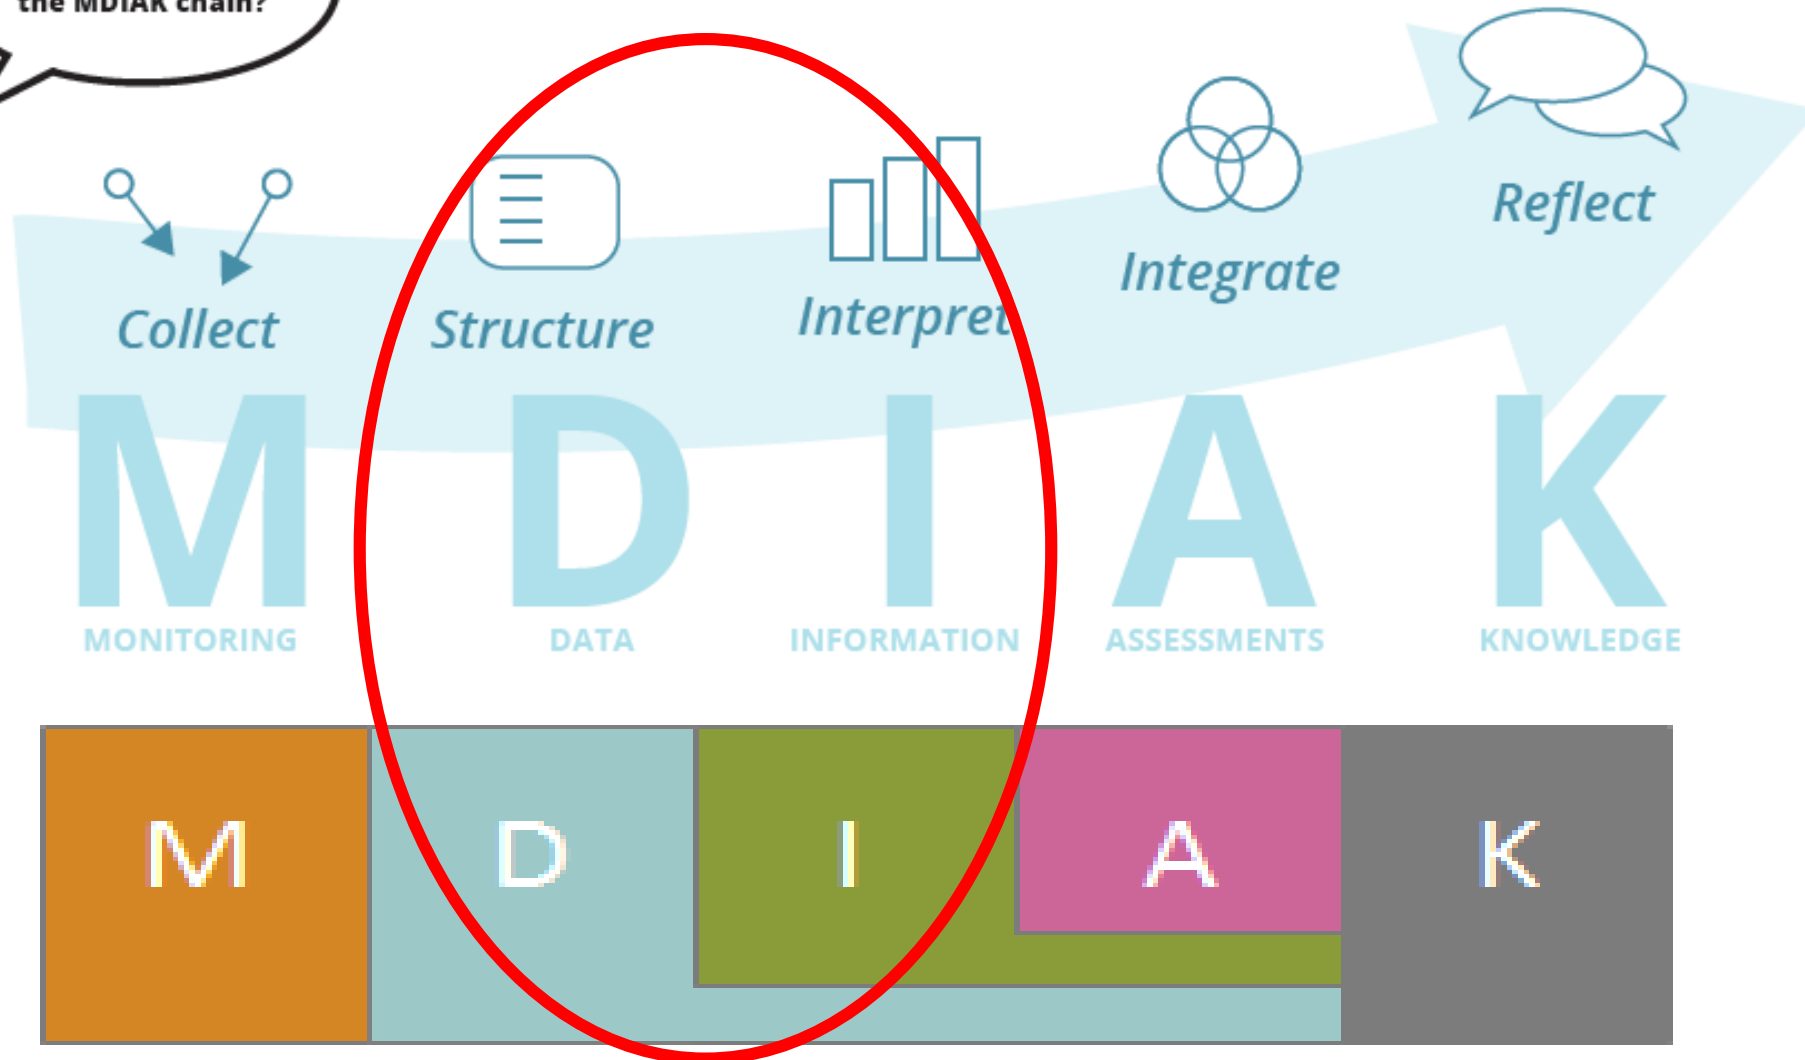 the MDIAK chain?
Collect
Structure
Interpret
Integrate
Reflect
M D I A K
MONITORING DATA INFORMATION ASSESSMENTS KNOWLEDGE
M D I A K